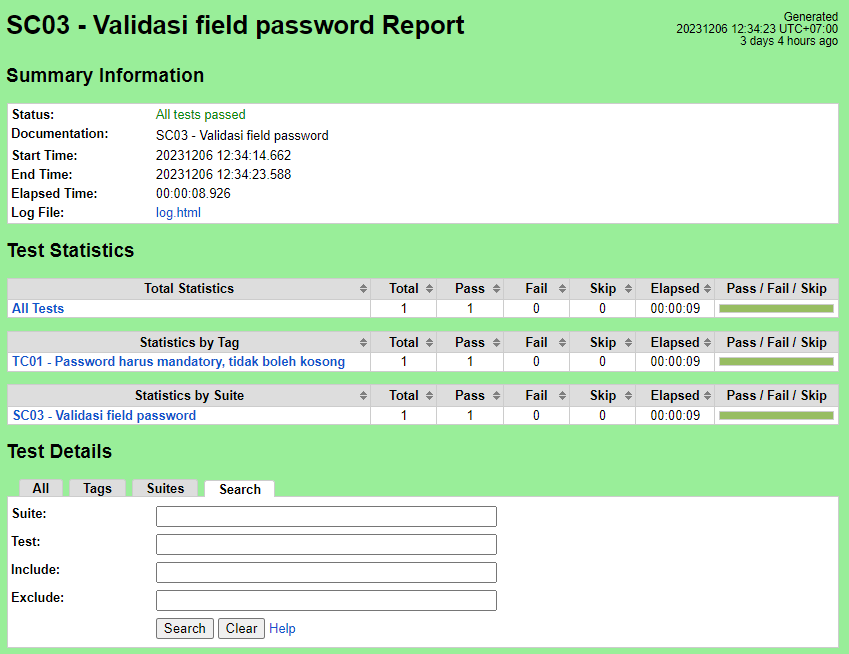 SC03 - Validasi field password Report
Generated
20231206 12:34:23 UTC+07:00
3 days 4 hours ago
Summary Information
Status: All tests passed
Documentation: SC03 - Validasi field password
Start Time: 20231206 12:34:14.662
End Time: 20231206 12:34:23.588
Elapsed Time: 00:00:08.926
Log File: log.html
Test Statistics
Total Statistics Total Pass Fail Skip Elapsed Pass / Fail / Skip
All Tests 1 1 0 0 00:00:09
Statistics by Tag Total Pass Fail Skip Elapsed Pass / Fail / Skip
TC01 - Password harus mandatory, tidak boleh kosong 1 1 0 0 00:00:09
Statistics by Suite Total Pass Fail Skip Elapsed Pass / Fail / Skip
SC03 - Validasi field password 1 1 0 0 00:00:09
Test Details
All Tags Suites Search
Suite:
Test:
Include:
Exclude:
Search Clear Help